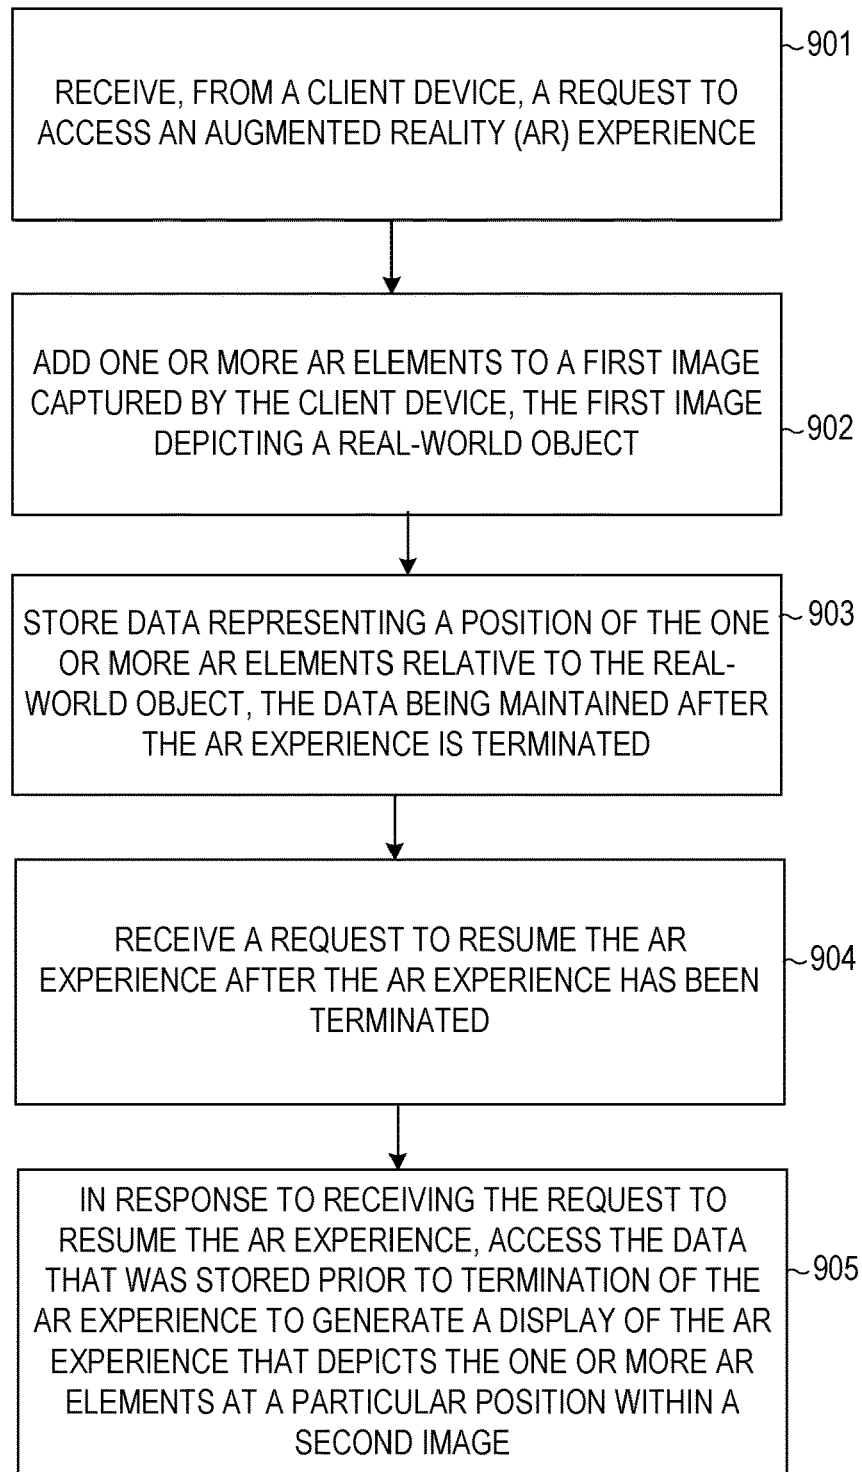 901
RECEIVE, FROM A CLIENT DEVICE, A REQUEST TO
ACCESS AN AUGMENTED REALITY (AR) EXPERIENCE
ADD ONE OR MORE AR ELEMENTS TO A FIRST IMAGE
CAPTURED BY THE CLIENT DEVICE, THE FIRST IMAGE
DEPICTING A REAL-WORLD OBJECT
902
STORE DATA REPRESENTING A POSITION OF THE ONE
OR MORE AR ELEMENTS RELATIVE TO THE REAL-
WORLD OBJECT, THE DATA BEING MAINTAINED AFTER
THE AR EXPERIENCE IS TERMINATED
903
RECEIVE A REQUEST TO RESUME THE AR
EXPERIENCE AFTER THE AR EXPERIENCE HAS BEEN
TERMINATED
904
IN RESPONSE TO RECEIVING THE REQUEST TO
RESUME THE AR EXPERIENCE, ACCESS THE DATA
THAT WAS STORED PRIOR TO TERMINATION OF THE
AR EXPERIENCE TO GENERATE A DISPLAY OF THE AR
EXPERIENCE THAT DEPICTS THE ONE OR MORE AR
ELEMENTS AT A PARTICULAR POSITION WITHIN A
SECOND IMAGE
905